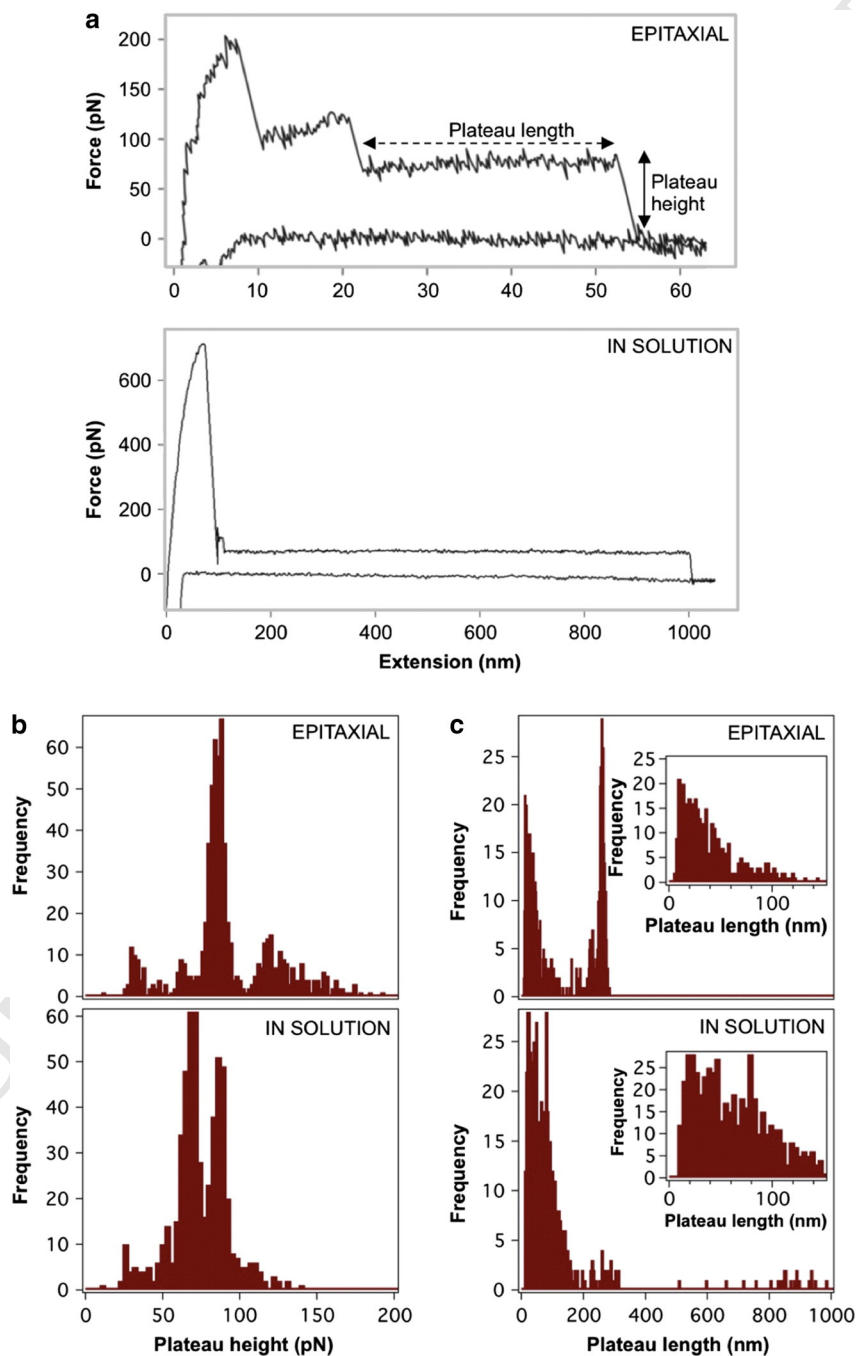 a
EPITAXIAL
Force (pN)
200
150
100
50
0
Plateau length
Plateau
height
0 10 20 30 40 50 60
IN SOLUTION
Force (pN)
600
400
200
0
0 200 400 600 800 1000
Extension (nm)
b
EPITAXIAL
Frequency
60
50
40
30
20
10
0
IN SOLUTION
Frequency
60
50
40
30
20
10
0
0 50 100 150 200
Plateau height (pN)
c
EPITAXIAL
Frequency
25
20
15
10
5
0
Frequency
25
20
15
10
5
0
0 100
Plateau length (nm)
IN SOLUTION
Frequency
25
20
15
10
5
0
Frequency
25
20
15
10
5
0
0 100
Plateau length (nm)
0 200 400 600 800 1000
Plateau length (nm)